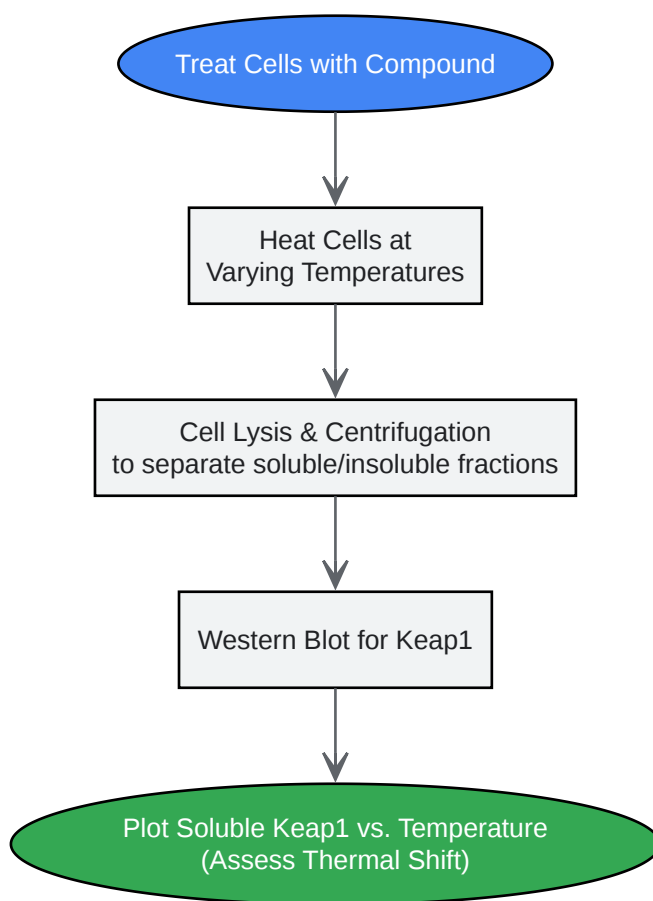 Treat Cells with Compound
Heat Cells at
Varying Temperatures
Cell Lysis & Centrifugation
to separate soluble/insoluble fractions
Western Blot for Keap1
Plot Soluble Keap1 vs. Temperature
(Assess Thermal Shift)